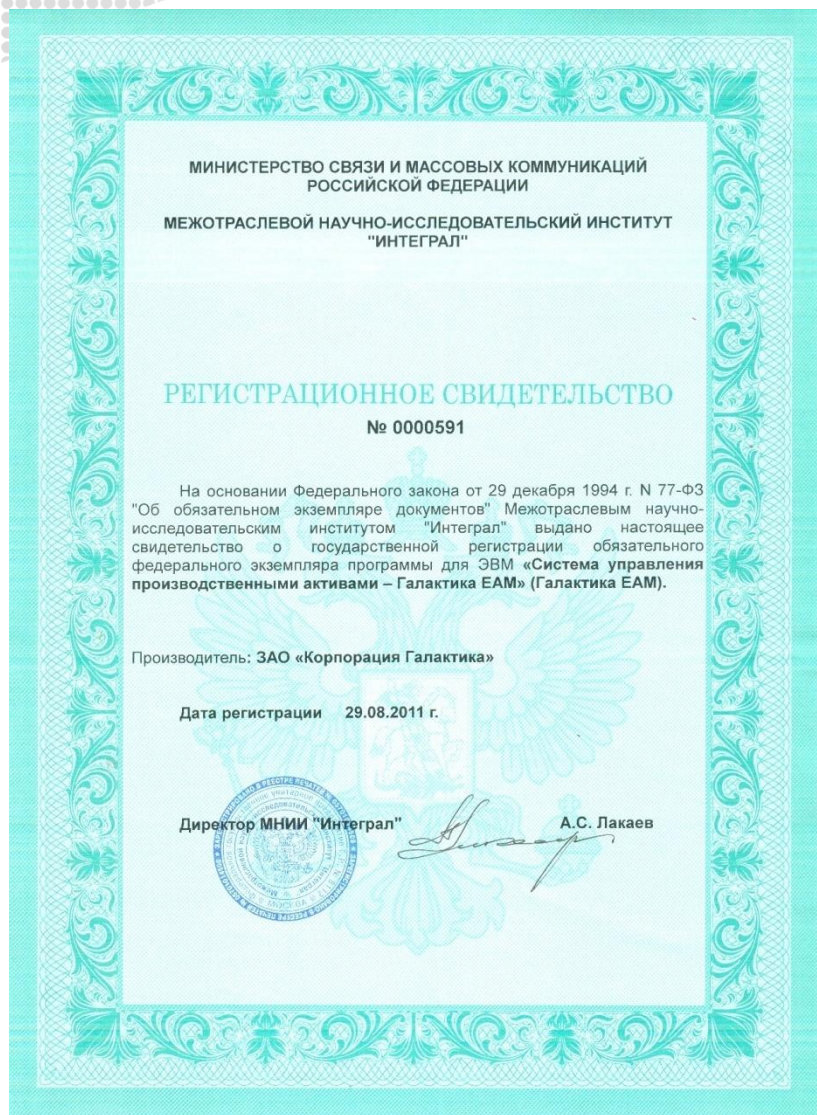 МИНИСТЕРСТВО СВЯЗИ И МАССОВЫХ КОММУНИКАЦИЙ
РОССИЙСКОЙ ФЕДЕРАЦИИ
МЕЖОТРАСЛЕВОЙ НАУЧНО-ИССЛЕДОВАТЕЛЬСКИЙ ИНСТИТУТ
"ИНТЕГРАЛ"
РЕГИСТРАЦИОННОЕ СВИДЕТЕЛЬСТВО
№ 0000591
На основании Федерального закона от 29 декабря 1994 г. N 77-ФЗ
"Об обязательном экземпляре документов" Межотраслевым научно-
исследовательским институтом "Интеграл" выдано настоящее
свидетельство о государственной регистрации обязательного
федерального экземпляра программы для ЭВМ «Система управления
производственными активами – Галактика ЕАМ» (Галактика ЕАМ).
Производитель: ЗАО «Корпорация Галактика»
Дата регистрации 29.08.2011 г.
Директор МНИИ "Интеграл" А.С. Лакаев